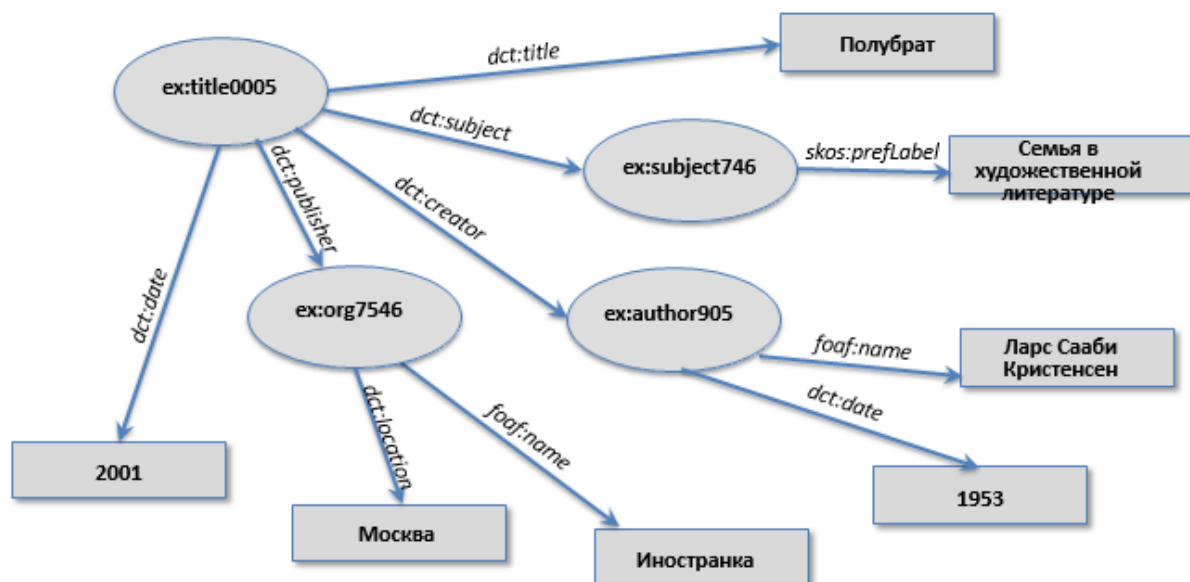 dct:title
Полубрат
ex:title0005
dct:subject
ex:subject746
skos:prefLabel
Семья в
художественной
литературе
dct:publisher
dct:creator
dct:date
ex:org7546
ex:author905
foaf:name
Ларс Сааби
Кристенсен
dct:date
dct:location
foaf:name
2001
1953
Москва
Иностранка